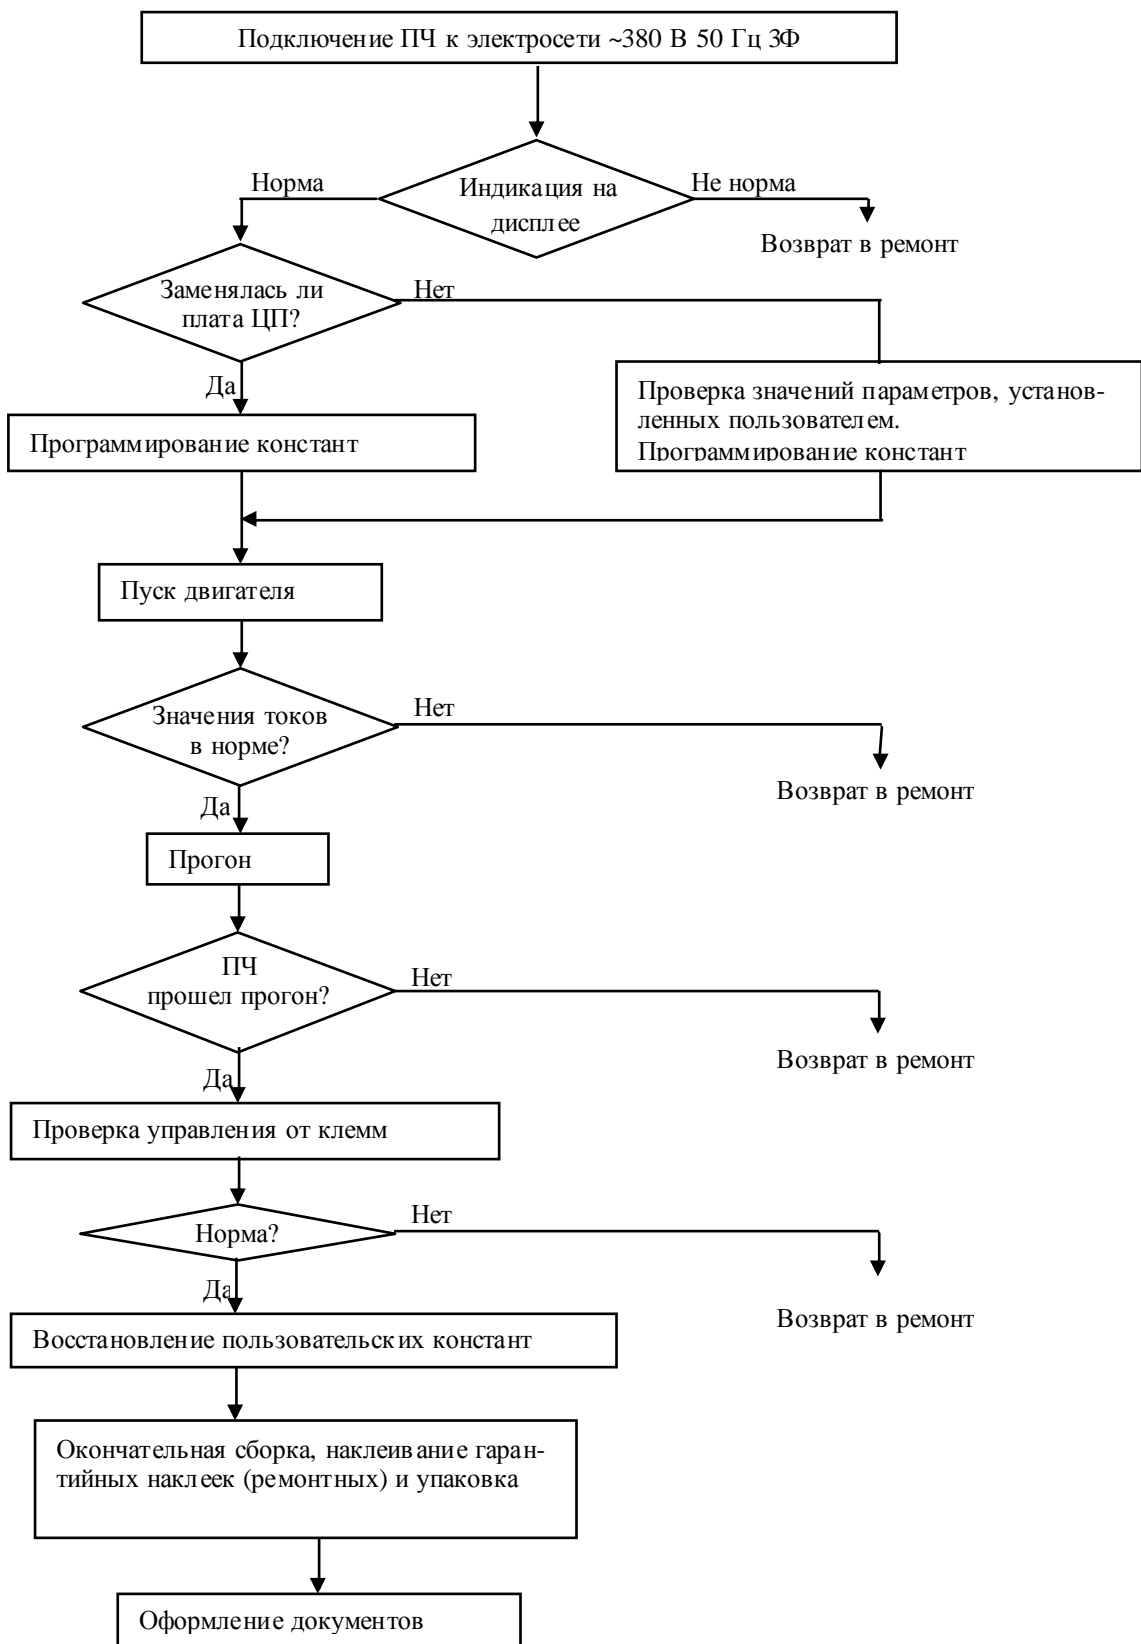 Подключение ПЧ к электросети ~380 В 50 Гц 3Ф
Норма
Индикация на
дисплее
Не норма
Возврат в ремонт
Заменялась ли
плата ЦП?
Нет
Да
Проверка значений параметров, установ-
ленных пользователем.
Программирование констант
Программирование констант
Пуск двигателя
Значения токов
в норме?
Нет
Возврат в ремонт
Да
Прогон
ПЧ
прошел прогон?
Нет
Возврат в ремонт
Да
Проверка управления от клемм
Норма?
Нет
Да
Возврат в ремонт
Восстановление пользовательских констант
Окончательная сборка, наклеивание гаран-
тийных наклеек (ремонтных) и упаковка
Оформление документов